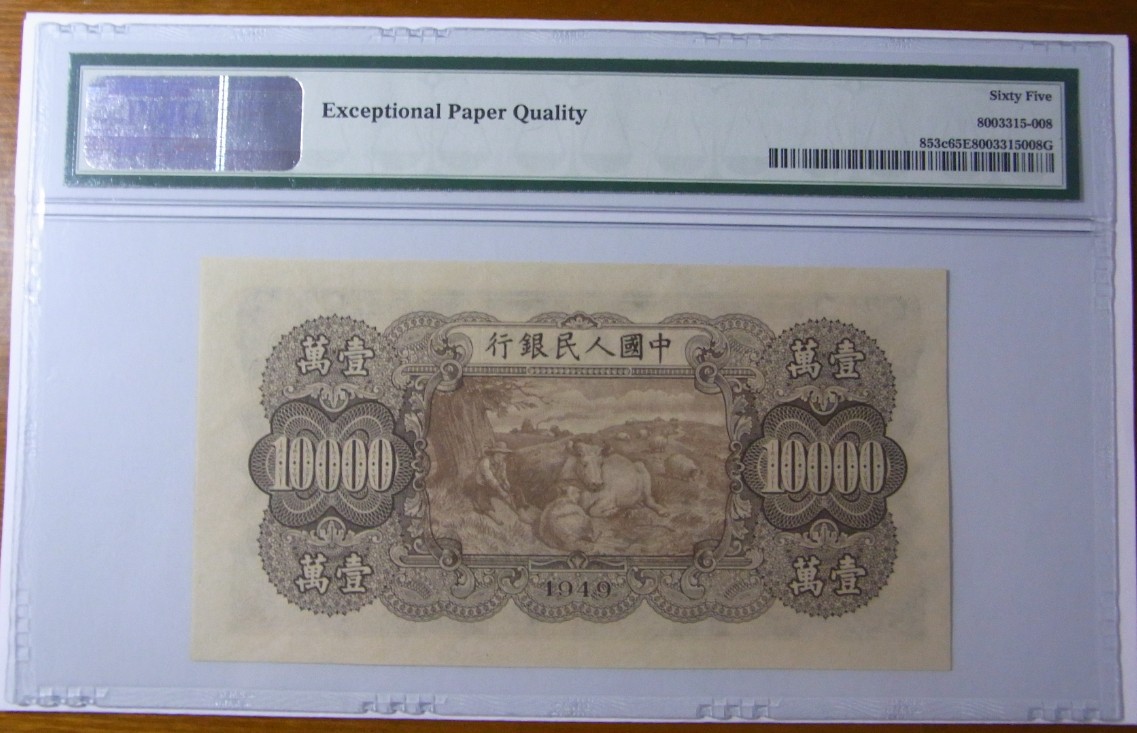 Exceptional Paper Quality
Sixty Five
8003315-008
853c65E8003315008G
行銀民人國中
萬壹
萬壹
10000
10000
萬壹
萬壹
1949